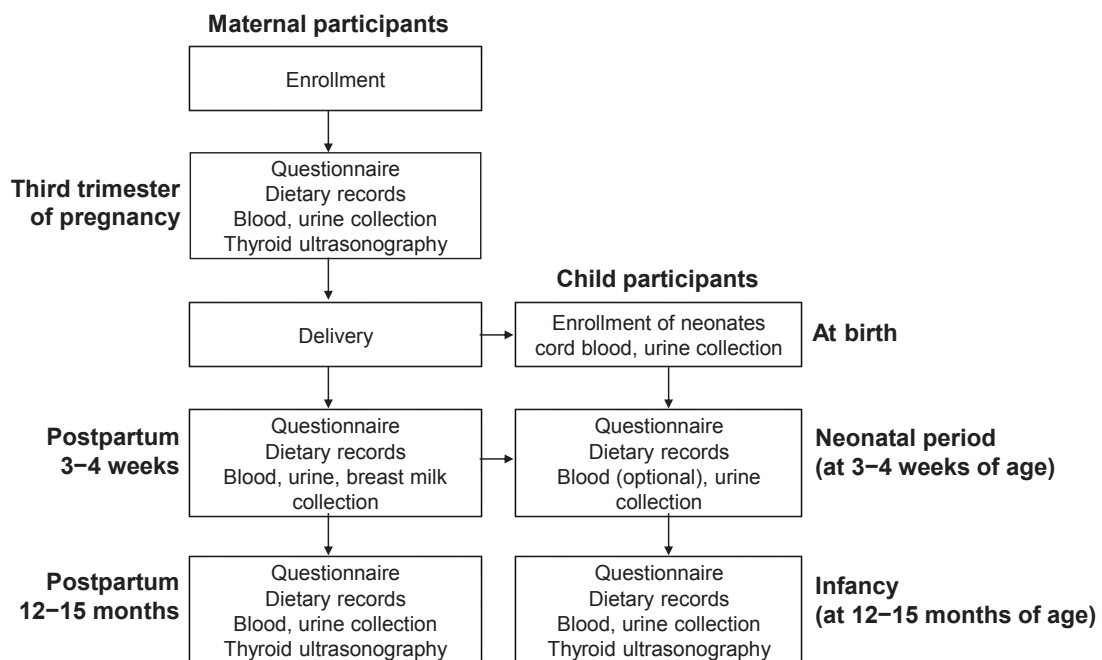 Maternal participants
Enrollment
Third trimester
of pregnancy
Questionnaire
Dietary records
Blood, urine collection
Thyroid ultrasonography
Child participants
Delivery
Enrollment of neonates
cord blood, urine collection
At birth
Postpartum
3−4 weeks
Questionnaire
Dietary records
Blood, urine, breast milk
collection
Questionnaire
Dietary records
Blood (optional), urine
collection
Neonatal period
(at 3−4 weeks of age)
Postpartum
12−15 months
Questionnaire
Dietary records
Blood, urine collection
Thyroid ultrasonography
Questionnaire
Dietary records
Blood, urine collection
Thyroid ultrasonography
Infancy
(at 12−15 months of age)